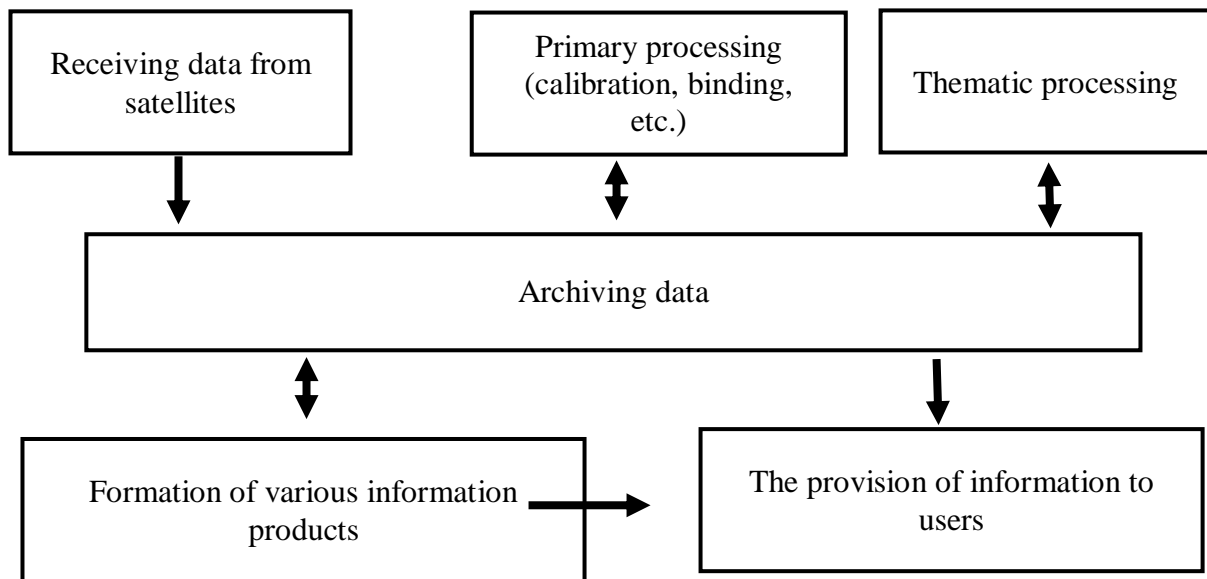 Receiving data from
satellites
Primary processing
(calibration, binding,
etc.)
Thematic processing
Archiving data
Formation of various information
products
The provision of information to
users